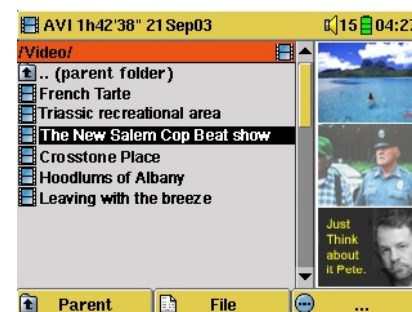 AVI 1h42'38" 21Sep03 15 04:27
/Video/
.. (parent folder)
French Tarte
Triassic recreational area
The New Salem Cop Beat show
Crosstone Place
Hoodlums of Albany
Leaving with the breeze
Just
Think
about
it Pete.
Parent File ...